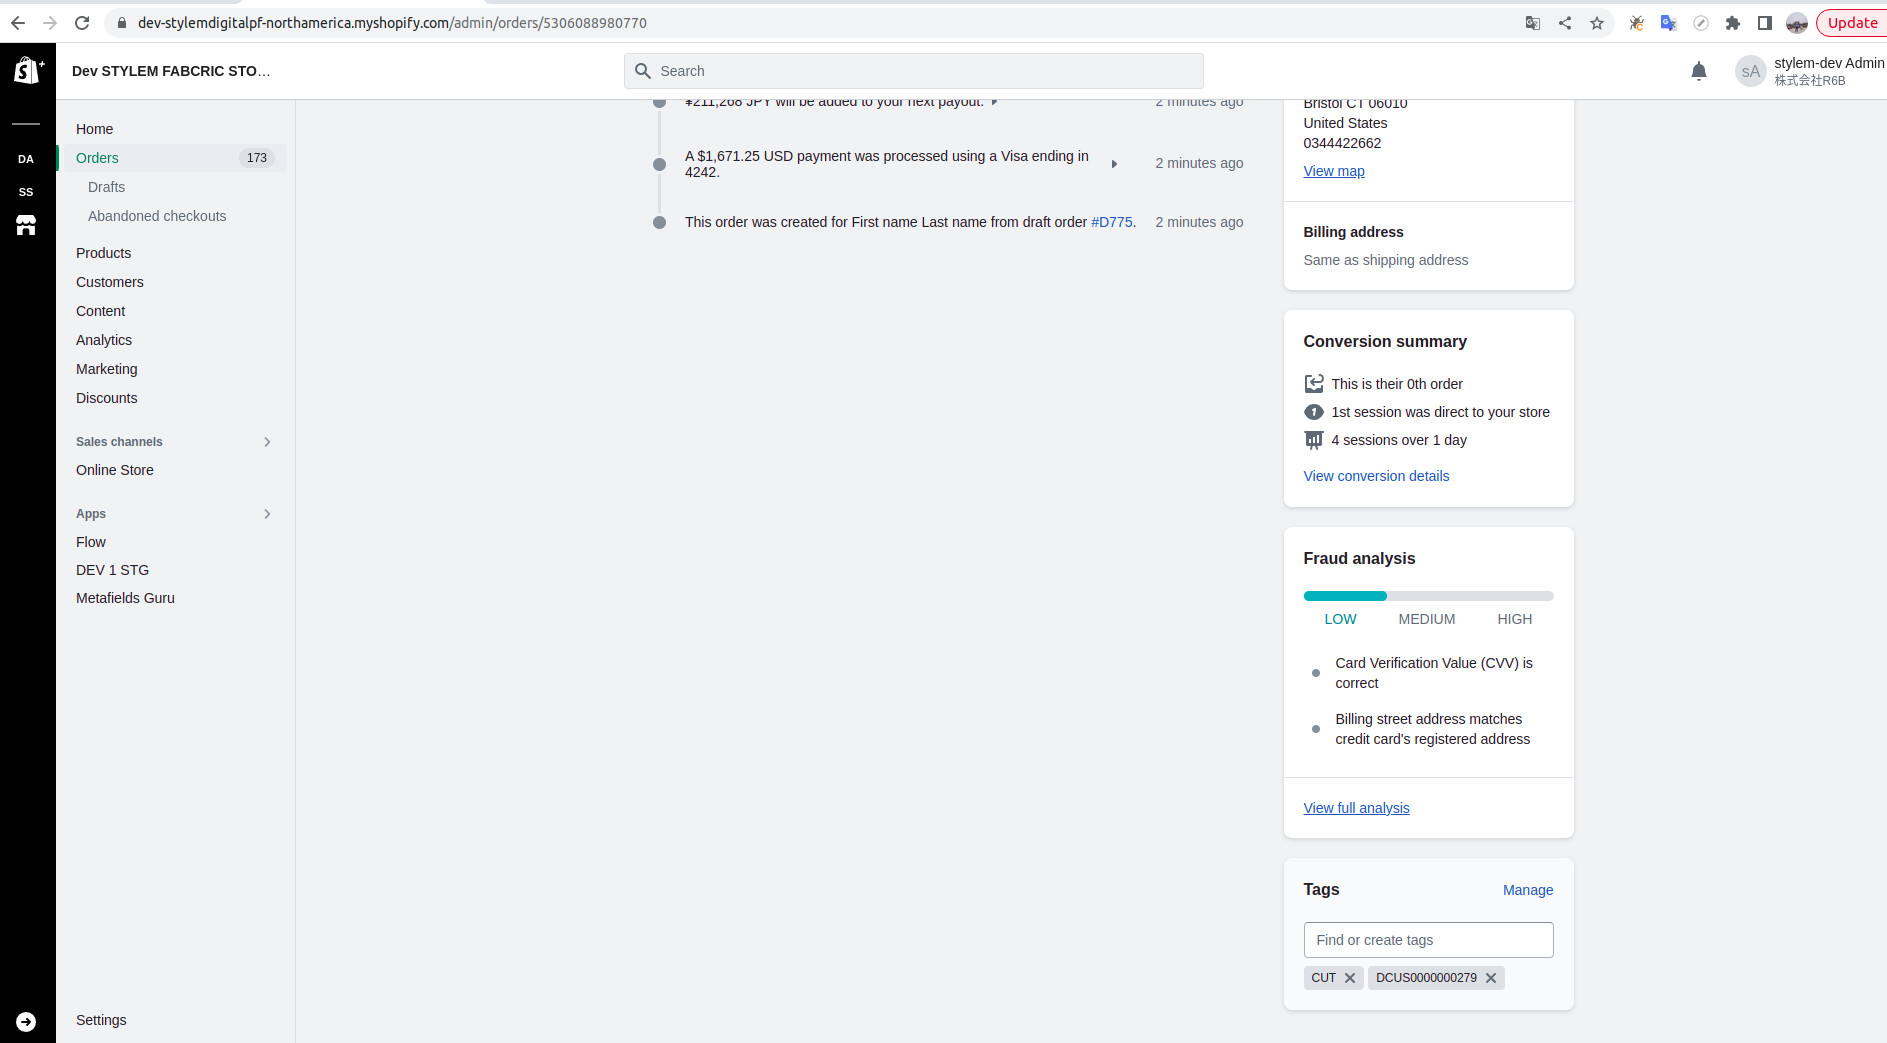 dev-stylemdigitalpf-northamerica.myshopify.com/admin/orders/5306088980770
Update
Dev STYLEM FABCRIC STO…
Search
sA
stylem-dev Admin
株式会社R6B
DA
SS
Home
Orders
173
Drafts
Abandoned checkouts
Products
Customers
Content
Analytics
Marketing
Discounts
Sales channels
Online Store
Apps
Flow
DEV 1 STG
Metafields Guru
Settings
¥211,268 JPY will be added to your next payout.
2 minutes ago
A $1,671.25 USD payment was processed using a Visa ending in
4242.
2 minutes ago
This order was created for First name Last name from draft order #D775.
2 minutes ago
Bristol CT 06010
United States
0344422662
View map
Billing address
Same as shipping address
Conversion summary
This is their 0th order
1
1st session was direct to your store
4 sessions over 1 day
View conversion details
Fraud analysis
LOW
MEDIUM
HIGH
Card Verification Value (CVV) is
correct
Billing street address matches
credit card's registered address
View full analysis
Tags
Manage
Find or create tags
CUT
DCUS0000000279